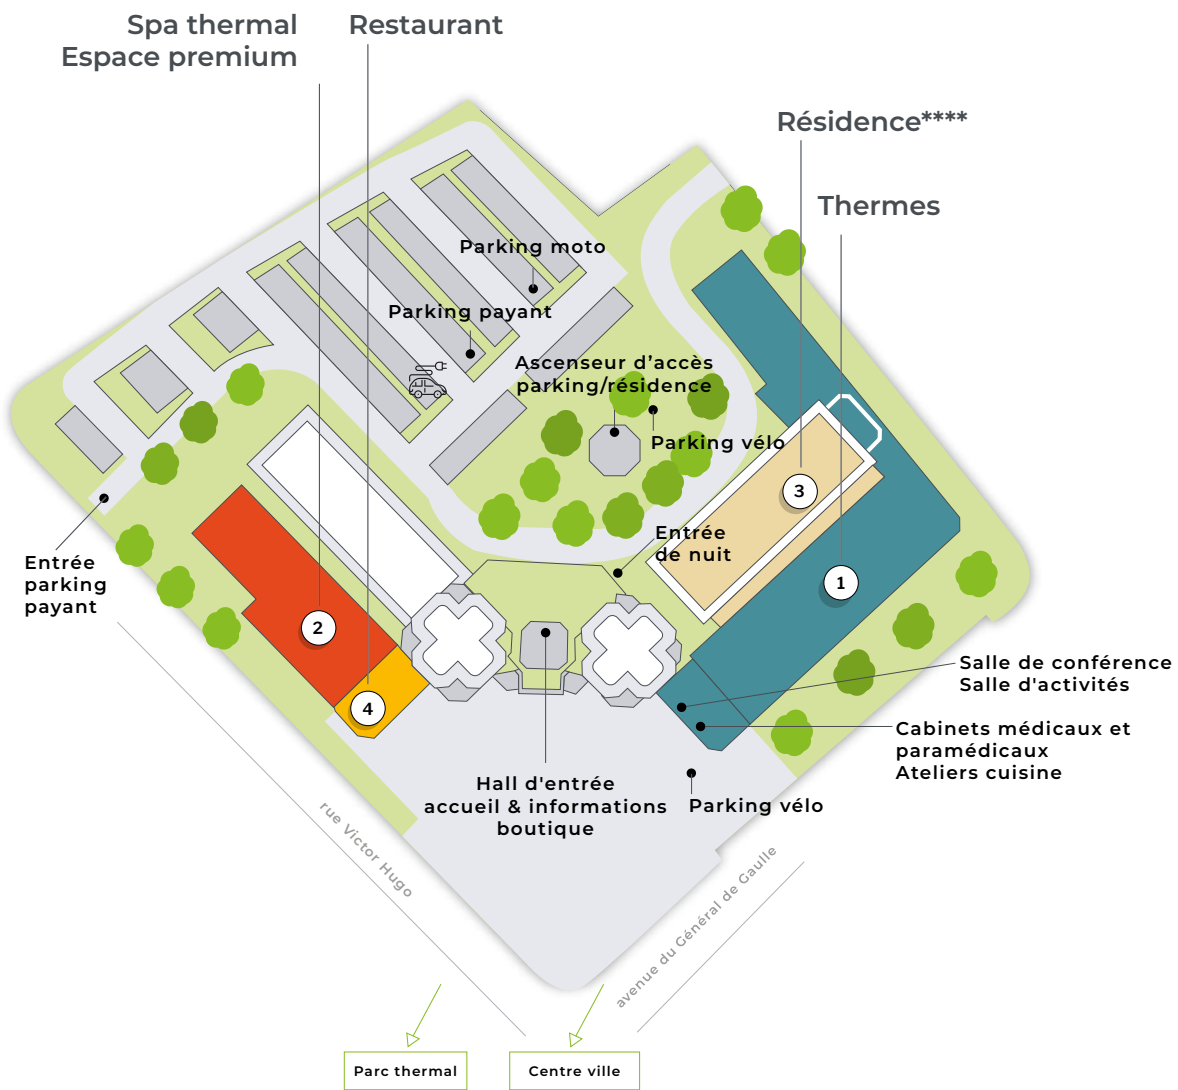 Spa thermal
Espace premium
Restaurant
Résidence****
Thermes
Parking moto
Parking payant
Ascenseur d’accès
parking/résidence
Parking vélo
3
Entrée
de nuit
1
Entrée
parking
payant
2
4
Salle de conférence
Salle d'activités
Cabinets médicaux et
paramédicaux
Ateliers cuisine
Hall d'entrée
accueil & informations
boutique
Parking vélo
rue Victor Hugo
avenue du Général de Gaulle
Parc thermal
Centre ville